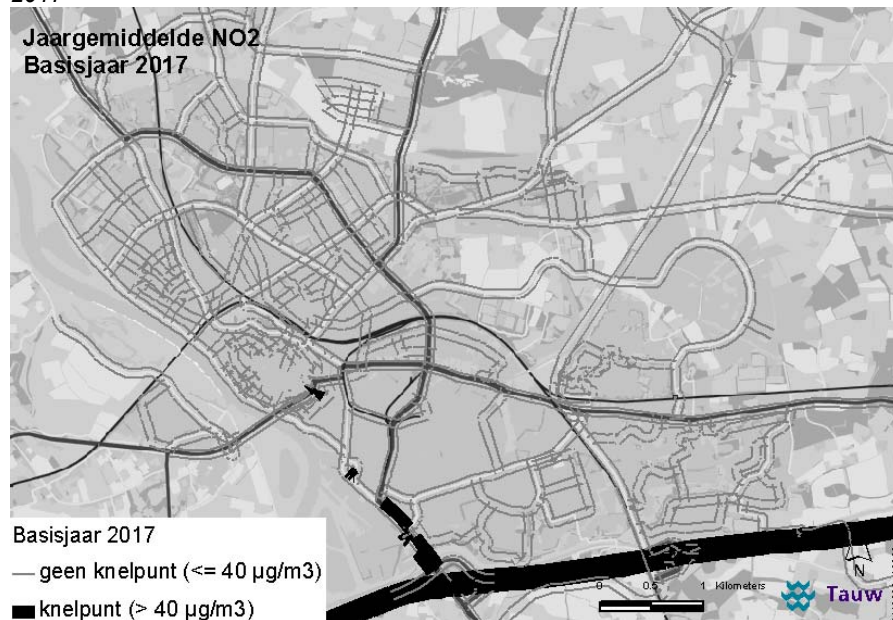 2017
Jaargemiddelde NO2
Basisjaar 2017
Basisjaar 2017
geen knelpunt (<= 40 µg/m3)
knelpunt (> 40 µg/m3)
0 0.5 1 Kilometers
N
Tauw